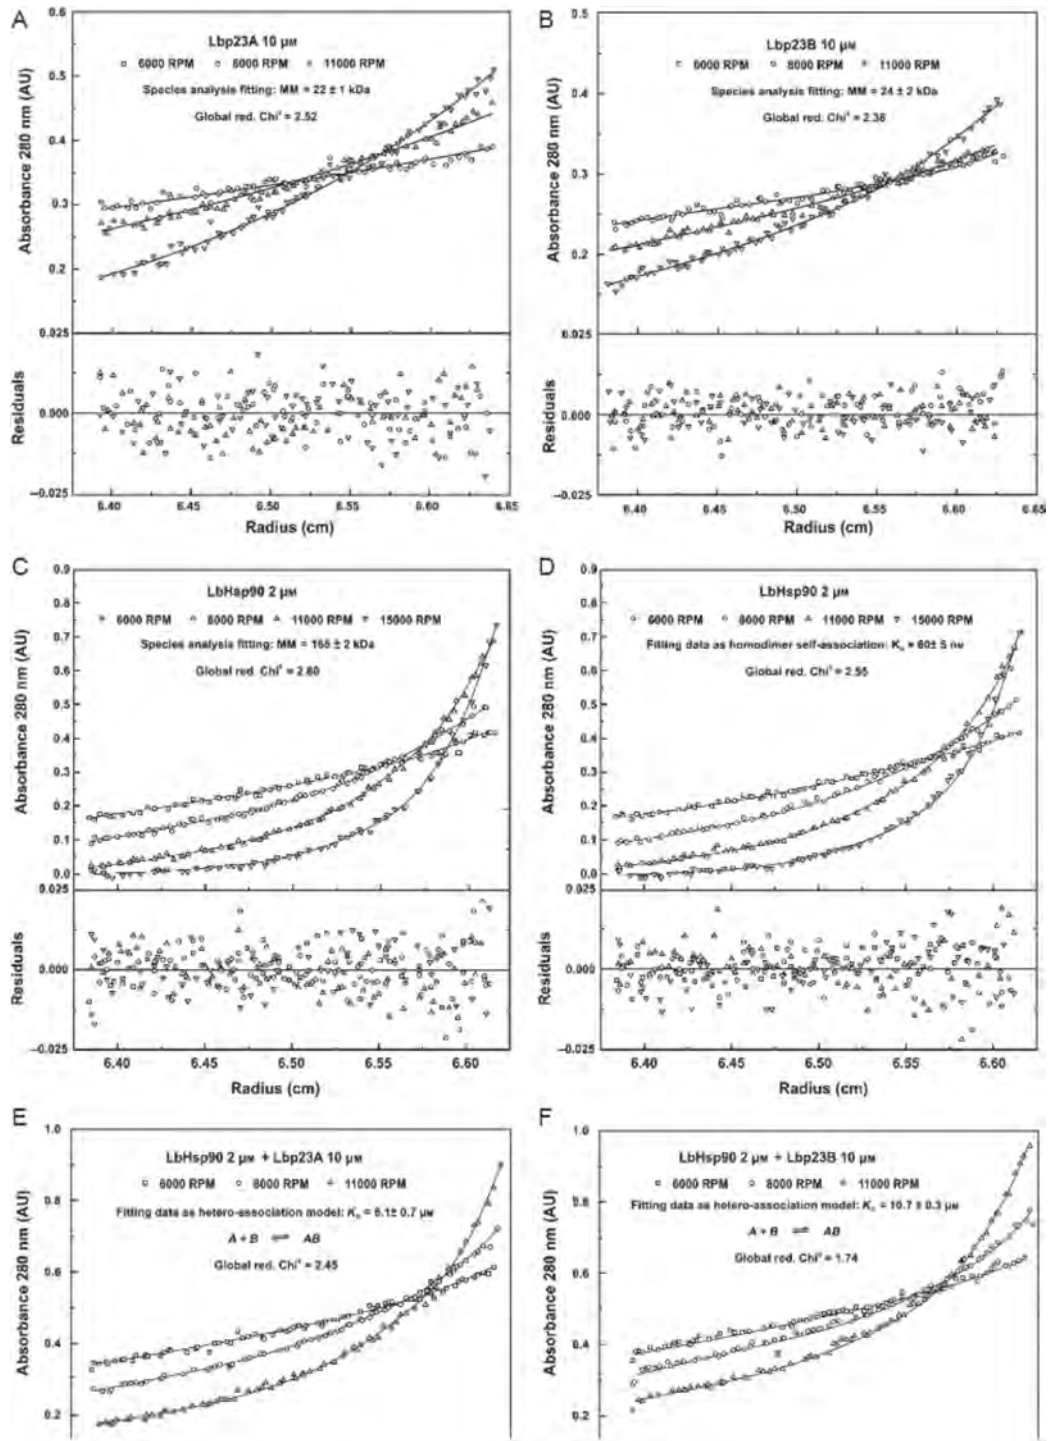 A
Lbp23A 10 μM
6000 RPM 8000 RPM 11000 RPM
Species analysis fitting: MM = 22 ± 1 kDa
Global red. Chi² = 2.52
Absorbance 280 nm (AU)
0.6
0.5
0.4
0.3
0.2
0.025
0.000
−0.025
Residuals
6.40 6.45 6.50 6.55 6.60 6.65
Radius (cm)
B
Lbp23B 10 μM
6000 RPM 8000 RPM 11000 RPM
Species analysis fitting: MM = 24 ± 2 kDa
Global red. Chi² = 2.38
Absorbance 280 nm (AU)
0.5
0.4
0.3
0.2
0.025
0.000
−0.025
Residuals
6.40 6.45 6.50 6.55 6.60 6.65
Radius (cm)
C
LbHsp90 2 μM
6000 RPM 8000 RPM 11000 RPM 15000 RPM
Species analysis fitting: MM = 165 ± 2 kDa
Global red. Chi² = 2.60
Absorbance 280 nm (AU)
0.9
0.8
0.7
0.6
0.5
0.4
0.3
0.2
0.1
0.0
0.025
0.000
−0.025
Residuals
6.40 6.45 6.50 6.55 6.60
Radius (cm)
D
LbHsp90 2 μM
6000 RPM 8000 RPM 11000 RPM 15000 RPM
Fitting data as homodimer self-association: = 60± 5 nM
Global red. Chi² = 2.55
Absorbance 280 nm (AU)
0.9
0.8
0.7
0.6
0.5
0.4
0.3
0.2
0.1
0.0
0.025
0.000
−0.025
Residuals
6.40 6.45 6.50 6.55 6.60
Radius (cm)
E
LbHsp90 2 μM + Lbp23A 10 μM
6000 RPM 8000 RPM 11000 RPM
Fitting data as hetero-association model: = 8.1± 0.7 μM
A + B ⇌ AB
Global red. Chi² = 2.45
Absorbance 280 nm (AU)
1.0
0.8
0.6
0.4
0.2
F
LbHsp90 2 μM + Lbp23B 10 μM
6000 RPM 8000 RPM 11000 RPM
Fitting data as hetero-association model: = 10.7 ± 0.3 μM
A + B ⇌ AB
Global red. Chi² = 1.74
Absorbance 280 nm (AU)
1.0
0.8
0.6
0.4
0.2